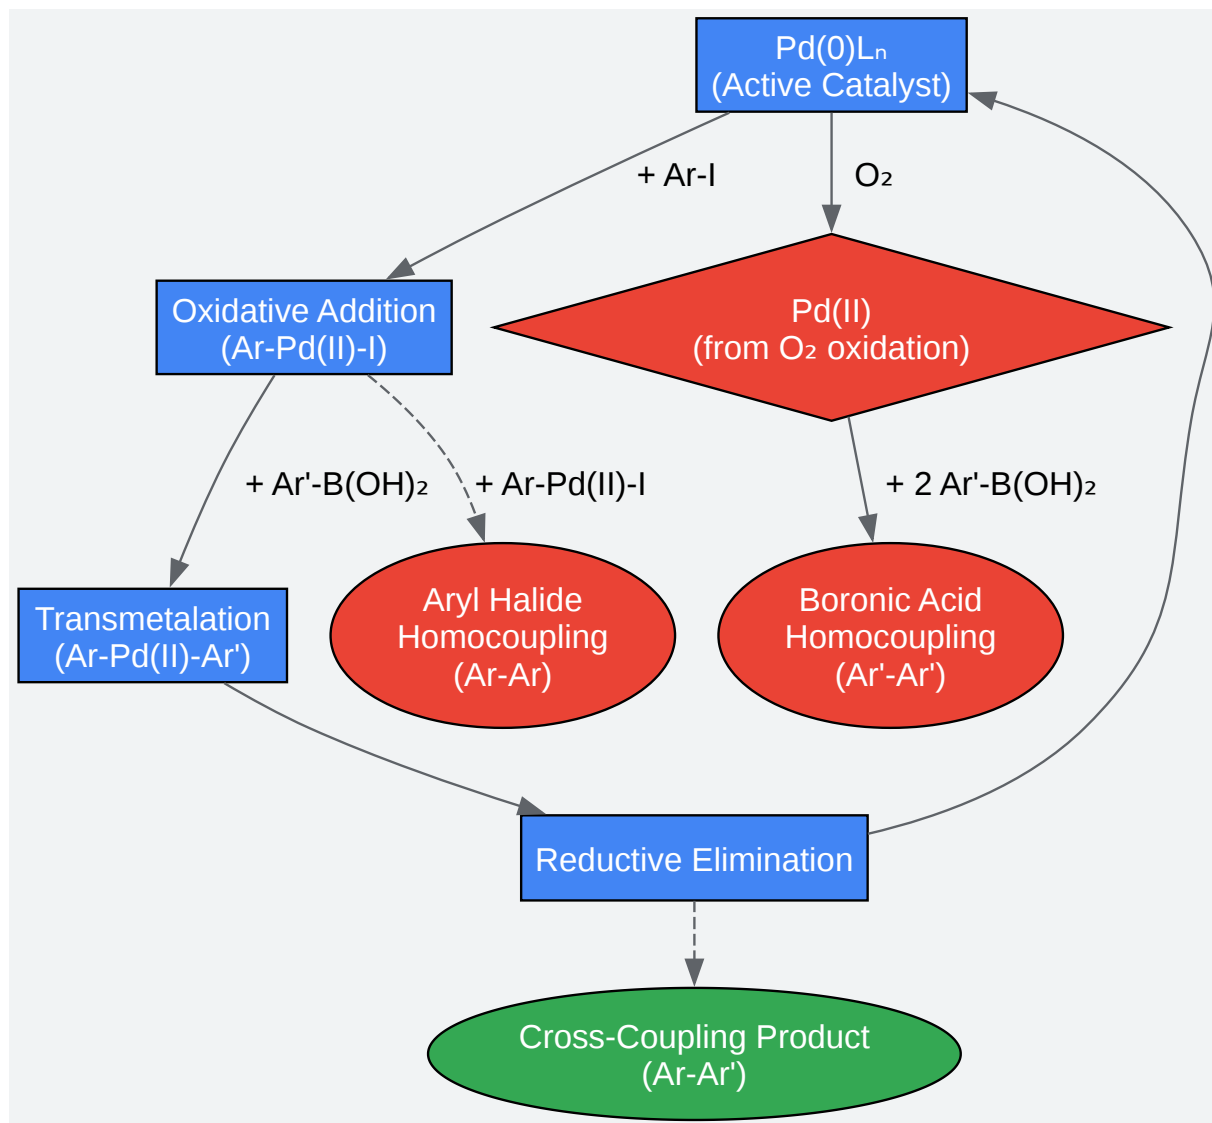 Pd(0)Lₙ
(Active Catalyst)
+ Ar-I
O₂
Oxidative Addition
(Ar-Pd(II)-I)
Pd(II)
(from O₂ oxidation)
+ Ar'-B(OH)₂
+ Ar-Pd(II)-I
+ 2 Ar'-B(OH)₂
Transmetalation
(Ar-Pd(II)-Ar')
Aryl Halide
Homocoupling
(Ar-Ar)
Boronic Acid
Homocoupling
(Ar'-Ar')
Reductive Elimination
Cross-Coupling Product
(Ar-Ar')